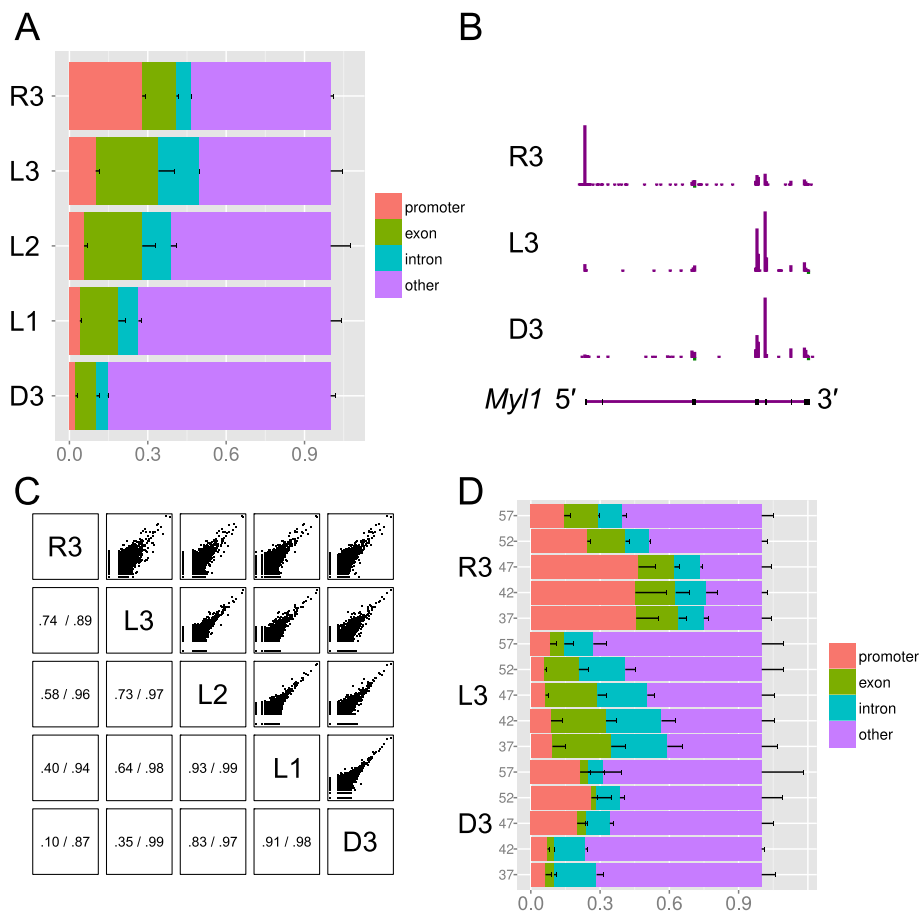 A
R3
L3
L2
L1
D3
0.0 0.3 0.6 0.9
promoter
exon
intron
other
B
R3
L3
D3
Myl1 5′ 3′
C
R3
.74 / .89 L3
.58 / .96 .73 / .97 L2
.40 / .94 .64 / .98 .93 / .99 L1
.10 / .87 .35 / .99 .83 / .97 .91 / .98 D3
D
R3
57
52
47
42
37
L3
57
52
47
42
37
D3
57
52
47
42
37
0.0 0.3 0.6 0.9
promoter
exon
intron
other